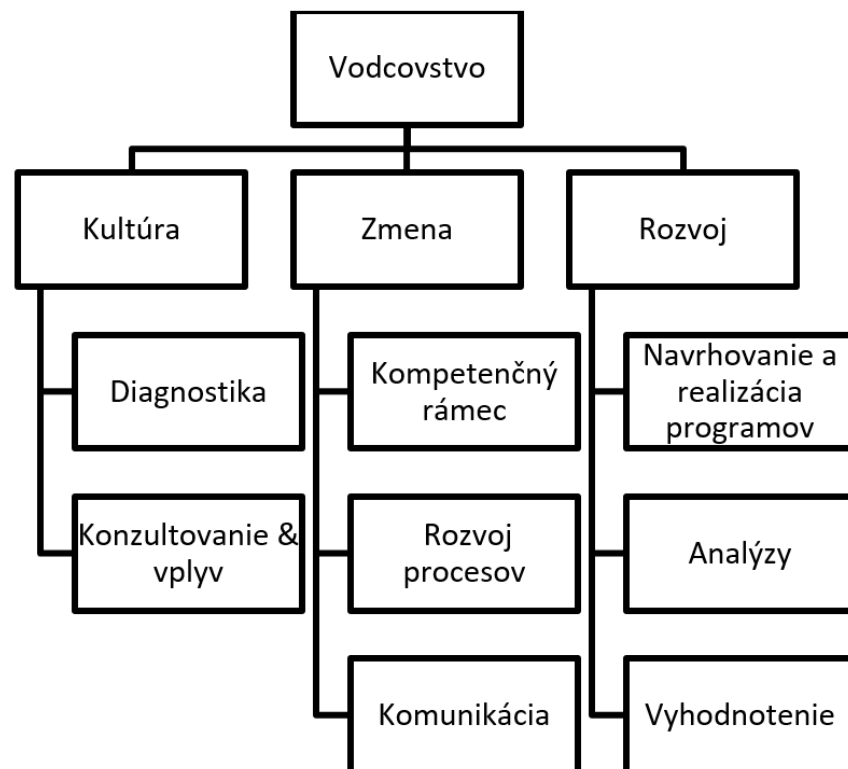 Vodcovstvo
Kultúra
Zmena
Rozvoj
Diagnostika
Kompetenčný
rámec
Navrhovanie a
realizácia
programov
Konzultovanie &
vplyv
Rozvoj
procesov
Analýzy
Komunikácia
Vyhodnotenie